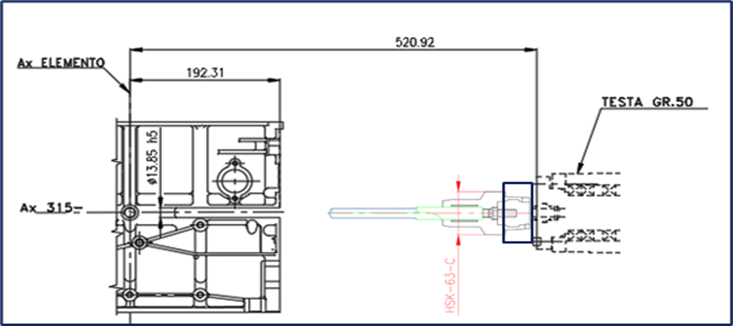 520.92
Ax ELEMENTO
192.31
TESTA GR.50
ø13.85 h5
Ax 315-
HSK-63-C